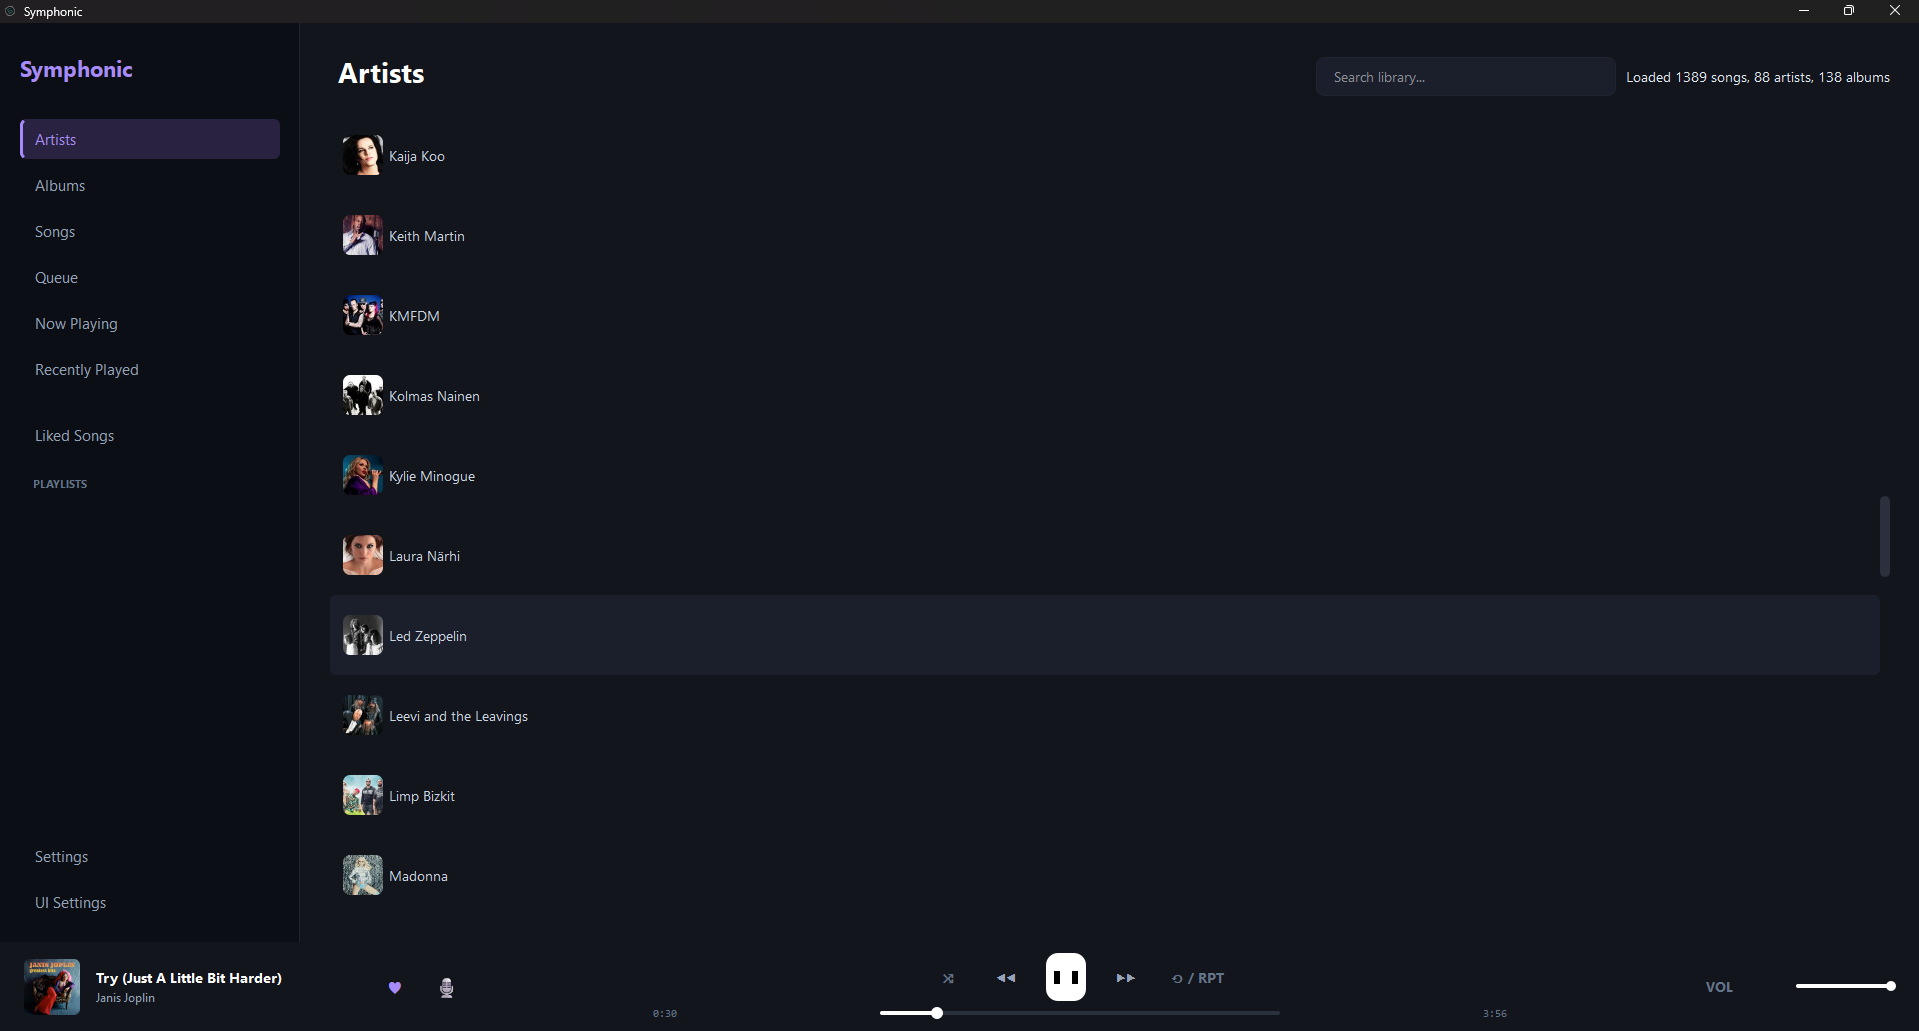 Symphonic
Symphonic
Artists
Albums
Songs
Queue
Now Playing
Recently Played
Liked Songs
PLAYLISTS
Settings
UI Settings
Artists
Search library...
Loaded 1389 songs, 88 artists, 138 albums
Kaija Koo
Keith Martin
KMFDM
Kolmas Nainen
Kylie Minogue
Laura Närhi
Led Zeppelin
Leevi and the Leavings
Limp Bizkit
Madonna
JANIS JOPLIN
Try (Just A Little Bit Harder)
Janis Joplin
/ RPT
0:30
3:56
VOL